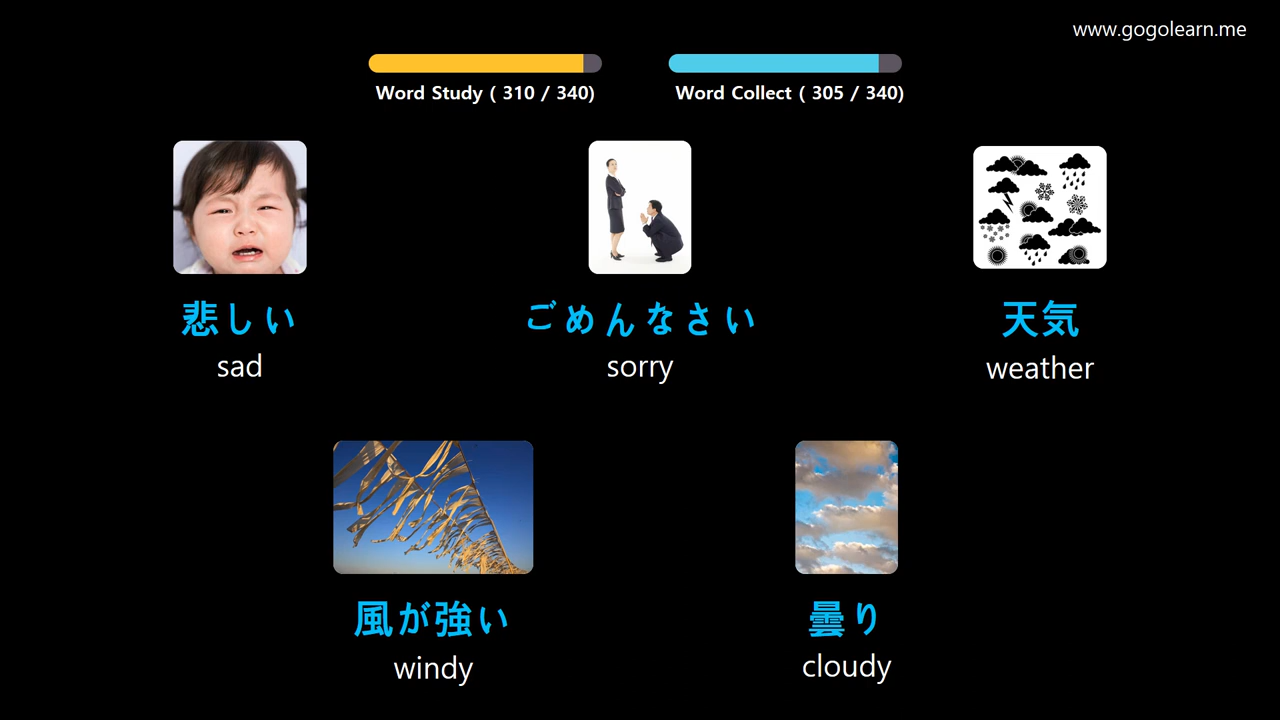 www.gogolearn.me
Word Study ( 310 / 340)
Word Collect ( 305 / 340)
悲しい
sad
ごめんなさい
sorry
天気
weather
風が強い
windy
曇り
cloudy